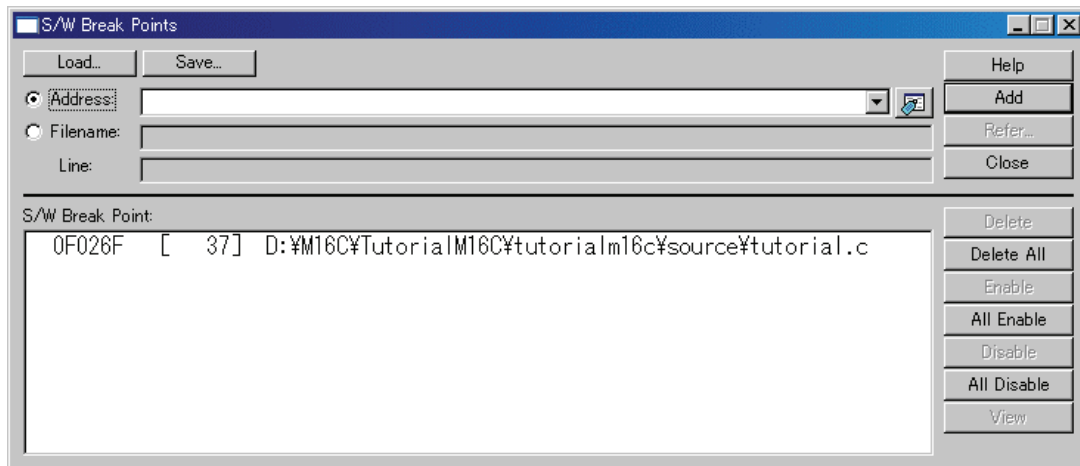 S/W Break Points
Load...
Save...
Help
Address:
Add
Filename:
Refer...
Line:
Close
S/W Break Point:
0F026F [ 37] D:¥M16C¥TutorialM16C¥tutorialm16c¥source¥tutorial.c
Delete
Delete All
Enable
All Enable
Disable
All Disable
View